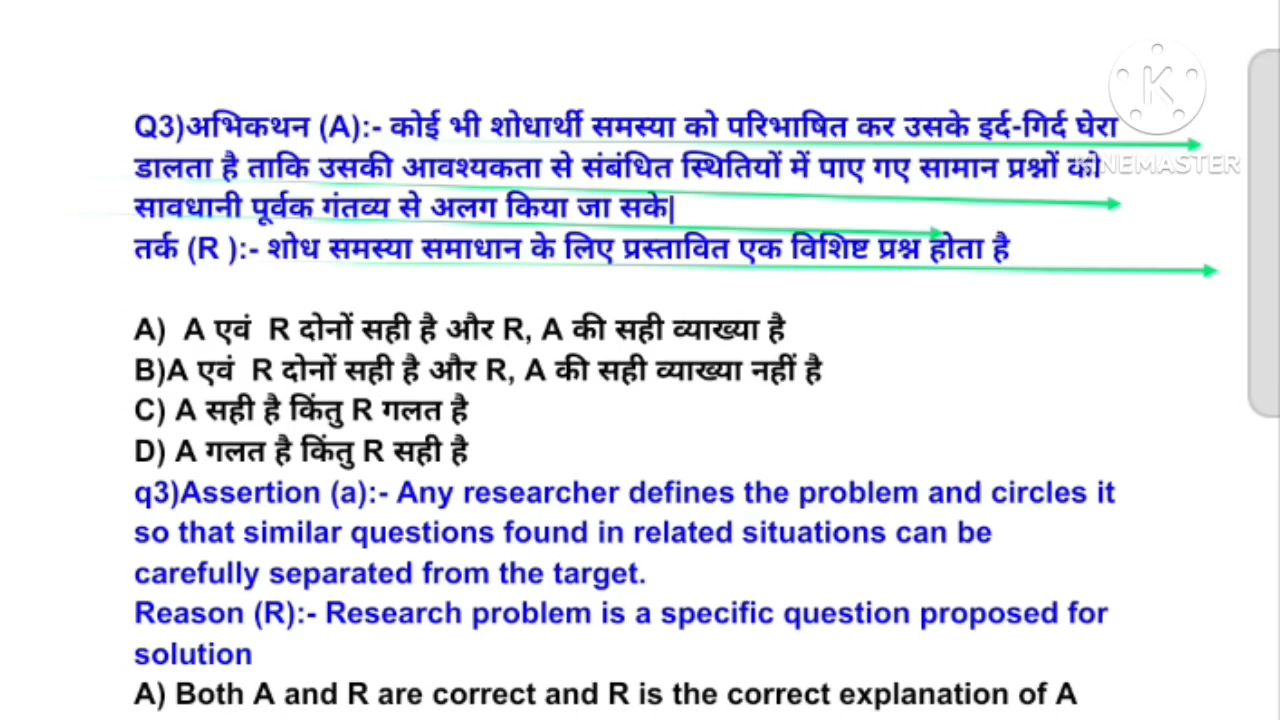 Q3)अभिकथन (A):- कोई भी शोधार्थी समस्या को परिभाषित कर उसके इर्द-गिर्द घेरा
डालता है ताकि उसकी आवश्यकता से संबंधित स्थितियों में पाए गए सामान प्रश्नों को
सावधानी पूर्वक गंतव्य से अलग किया जा सके|
तर्क (R ):- शोध समस्या समाधान के लिए प्रस्तावित एक विशिष्ट प्रश्न होता है
A) A एवं R दोनों सही है और R, A की सही व्याख्या है
B)A एवं R दोनों सही है और R, A की सही व्याख्या नहीं है
C) A सही है किंतु R गलत है
D) A गलत है किंतु R सही है
q3)Assertion (a):- Any researcher defines the problem and circles it
so that similar questions found in related situations can be
carefully separated from the target.
Reason (R):- Research problem is a specific question proposed for
solution
A) Both A and R are correct and R is the correct explanation of A
K
KINEMASTER